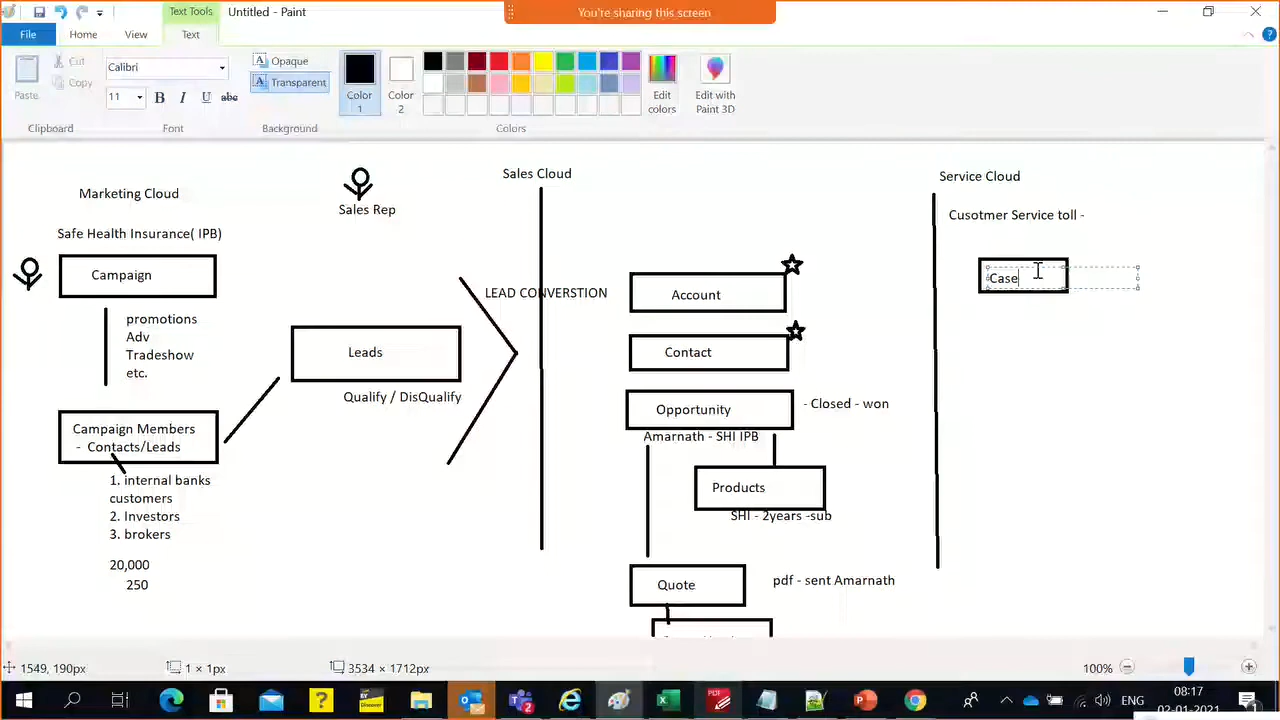 Text Tools
Untitled - Paint
You're sharing this screen
File
Home
View
Text
Paste
Cut
Copy
Calibri
11
B I U abc
Opaque
Transparent
Color 1
Color 2
Edit colors
Edit with Paint 3D
Clipboard
Font
Background
Colors
Marketing Cloud
Safe Health Insurance( IPB)
Campaign
promotions
Adv
Tradeshow
etc.
Campaign Members
- Contacts/Leads
1. internal banks
customers
2. Investors
3. brokers
20,000
250
Sales Rep
Leads
Qualify / DisQualify
Sales Cloud
LEAD CONVERSTION
Account
Contact
Opportunity
- Closed - won
Amarnath - SHI IPB
Products
SHI - 2years -sub
Quote
pdf - sent Amarnath
Service Cloud
Cusotmer Service toll -
Case
1549, 190px
1 × 1px
3534 × 1712px
100%
ENG
08:17
02-01-2021